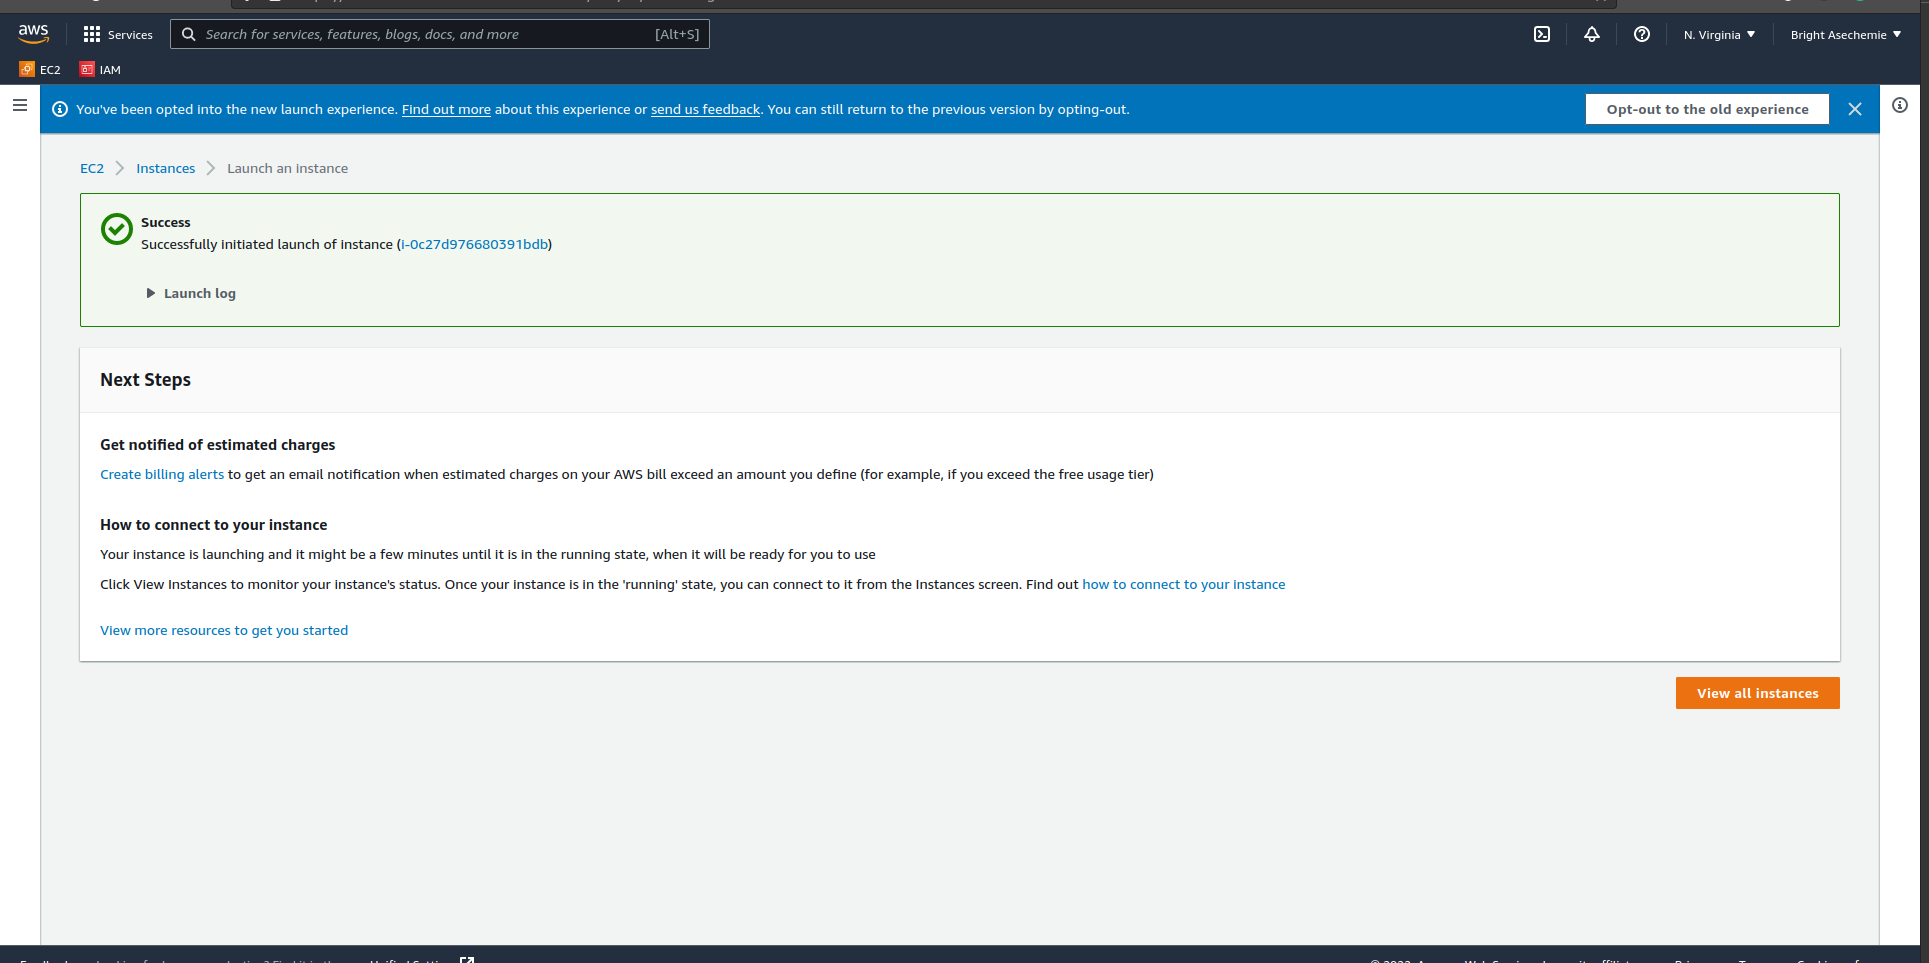 aws
Services
Search for services, features, blogs, docs, and more [Alt+S]
N. Virginia
Bright Asechemie
EC2 IAM
You've been opted into the new launch experience. Find out more about this experience or send us feedback. You can still return to the previous version by opting-out.
Opt-out to the old experience
EC2 Instances Launch an instance
Success
Successfully initiated launch of instance (i-0c27d976680391bdb)
Launch log
Next Steps
Get notified of estimated charges
Create billing alerts to get an email notification when estimated charges on your AWS bill exceed an amount you define (for example, if you exceed the free usage tier)
How to connect to your instance
Your instance is launching and it might be a few minutes until it is in the running state, when it will be ready for you to use
Click View Instances to monitor your instance's status. Once your instance is in the 'running' state, you can connect to it from the Instances screen. Find out how to connect to your instance
View more resources to get you started
View all instances